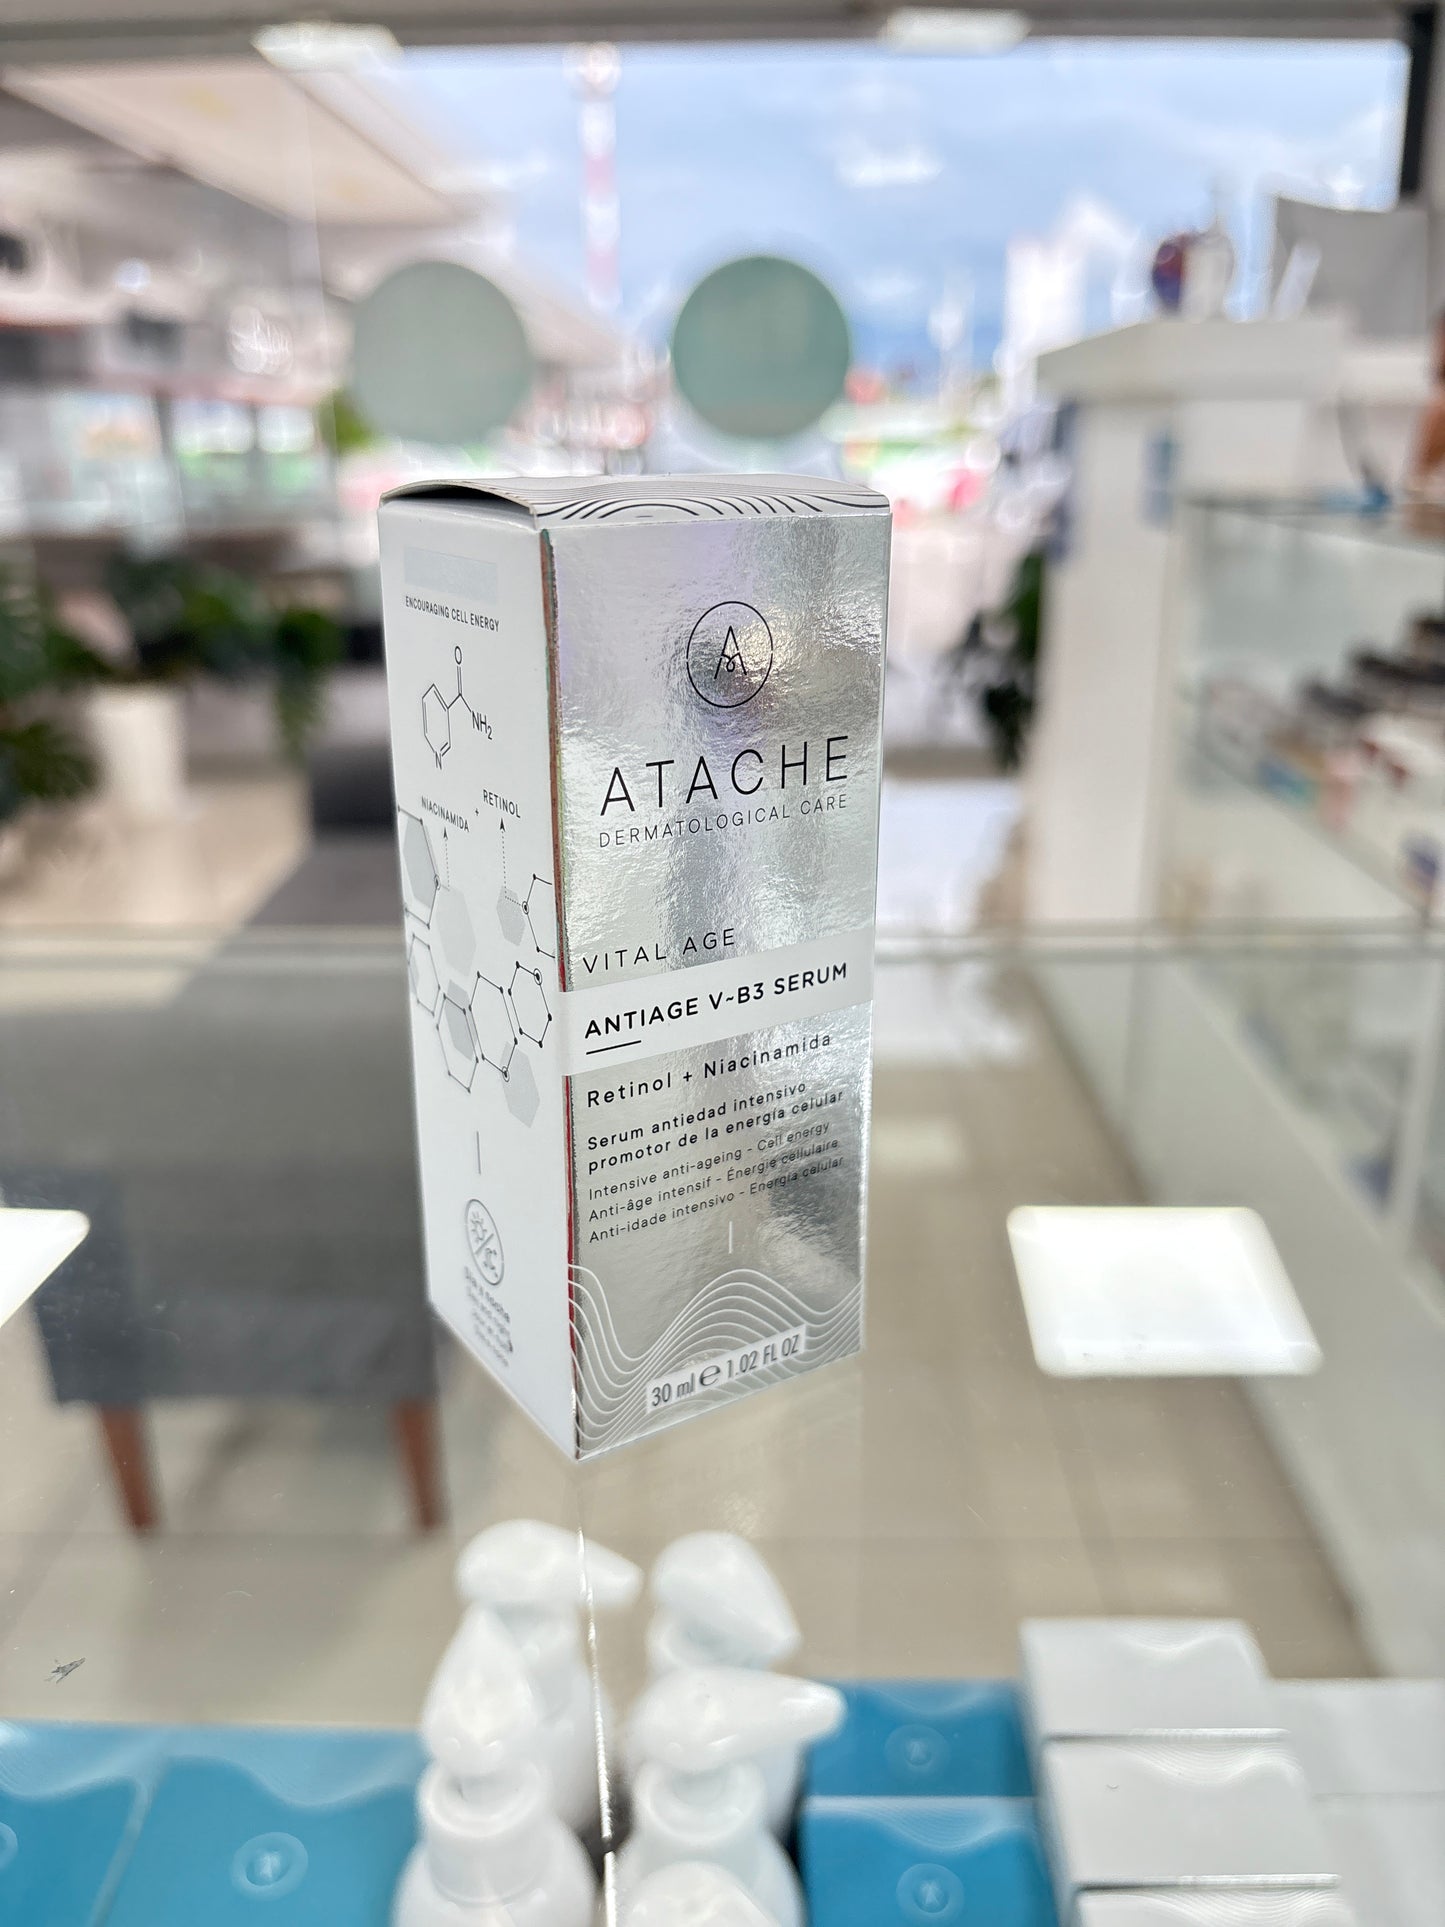 ENCOURAGING CELL ENERGY
O
NH2
N
NIACINAMIDA + RETINOL
A
ATACHE
DERMATOLOGICAL CARE
VITAL AGE
ANTIAGE V~B3 SERUM
Retinol + Niacinamida
Serum antiedad intensivo
promotor de la energía celular
Intensive anti-ageing - Cell energy
Anti-âge intensif - Énergie cellulaire
Anti-idade intensivo - Energia celular
30 ml e 1.02 FL OZ
Día & noche